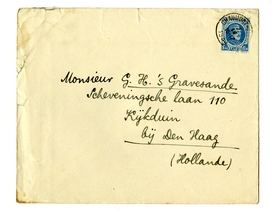 Monsieur G. H. 's Gravesande
Scheveningsche laan 110
Kijkduin
bij Den Haag
(Hollande)